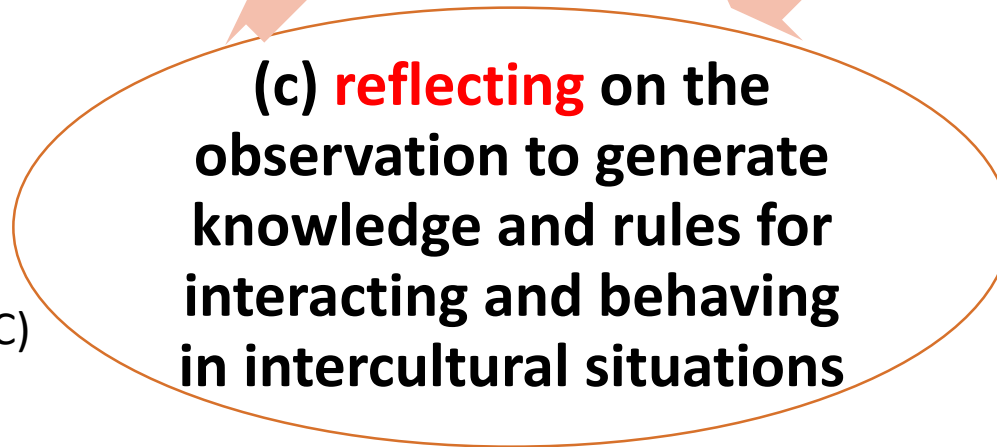 (c) reflecting on the
observation to generate
knowledge and rules for
interacting and behaving
in intercultural situations
C)